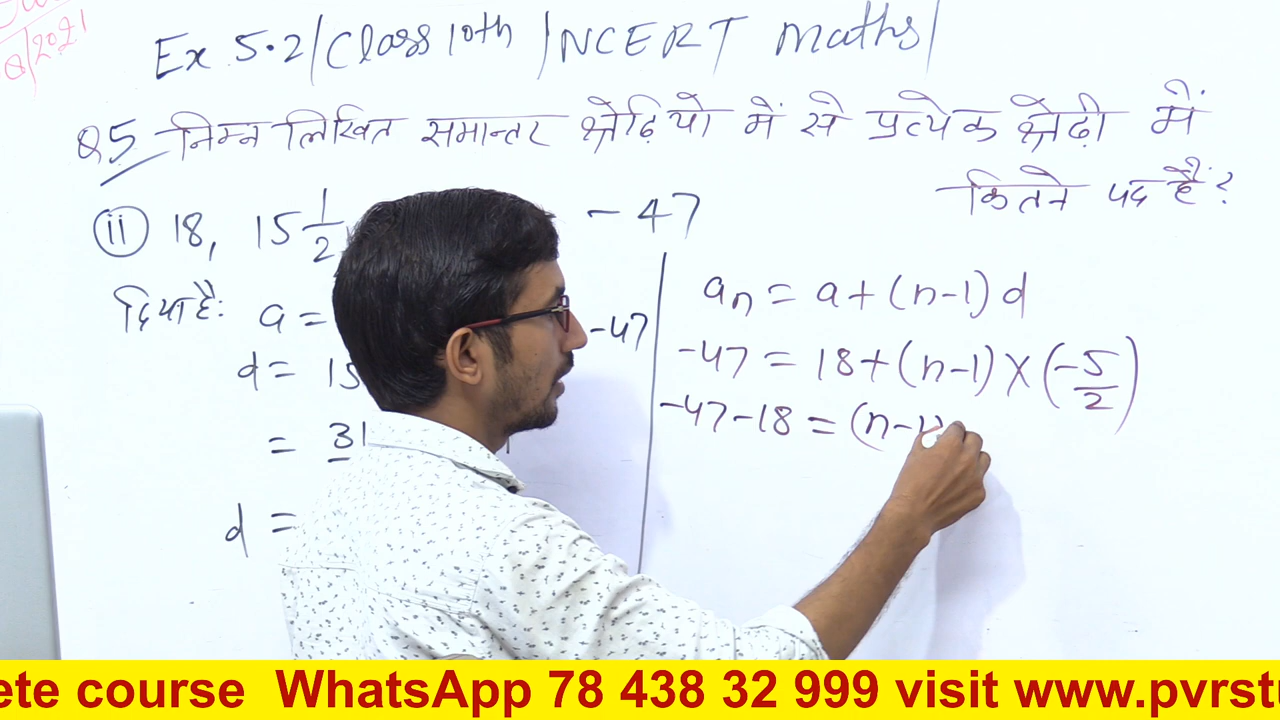 8/2021
Ex 5.2/Class 10th/NCERT Maths/
Q5 निम्न लिखित समान्तर श्रेढ़ियो में से प्रत्येक श्रेढी में
कितने पद हैं?
(ii) 18, 15 1/2, -47
दिया है: a = -47
d = 15
= 31
d =
an = a + (n-1) d
-47 = 18 + (n-1) X (-5/2)
-47-18 = (n-1)
ete course WhatsApp 78 438 32 999 visit www.pvrst